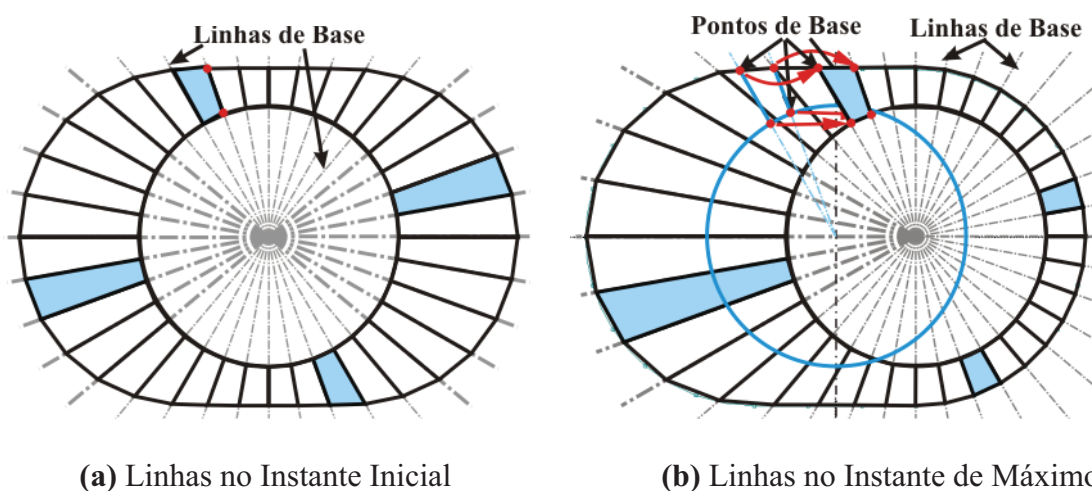 Linhas de Base
Pontos de Base
Linhas de Base
(a) Linhas no Instante Inicial
(b) Linhas no Instante de Máximo